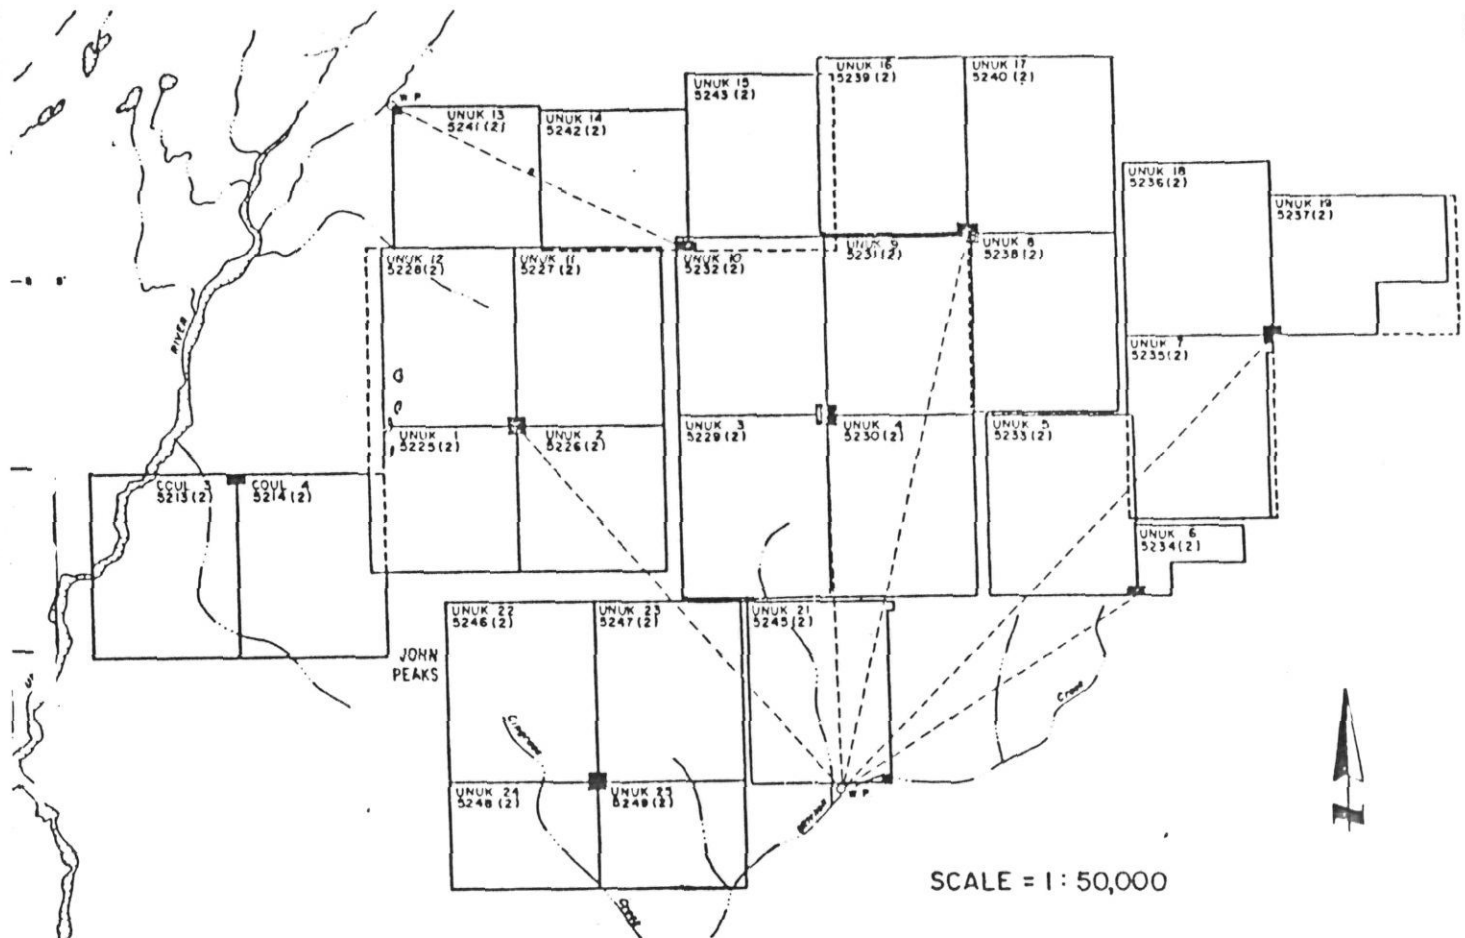 UNUK 16
5239(2)
UNUK 17
5240(2)
UNUK 15
5243(2)
W P
UNUK 13
5241(2)
UNUK 14
5242(2)
UNUK 18
5236(2)
UNUK 19
5237(2)
UNUK 12
5228(2)
UNUK 11
5227(2)
UNUK 10
5232(2)
UNUK 9
5231(2)
UNUK 8
5238(2)
RIVER
UNUK 7
5235(2)
UNUK 1
5225(2)
UNUK 2
5226(2)
UNUK 3
5229(2)
UNUK 4
5230(2)
UNUK 5
5233(2)
COUL 3
5213(2)
COUL 4
5214(2)
UNUK 6
5234(2)
UNUK 22
5246(2)
UNUK 23
5247(2)
UNUK 21
5245(2)
JOHN
PEAKS
Creek
UNUK 24
5248(2)
UNUK 25
5249(2)
W P
SCALE = 1 : 50,000